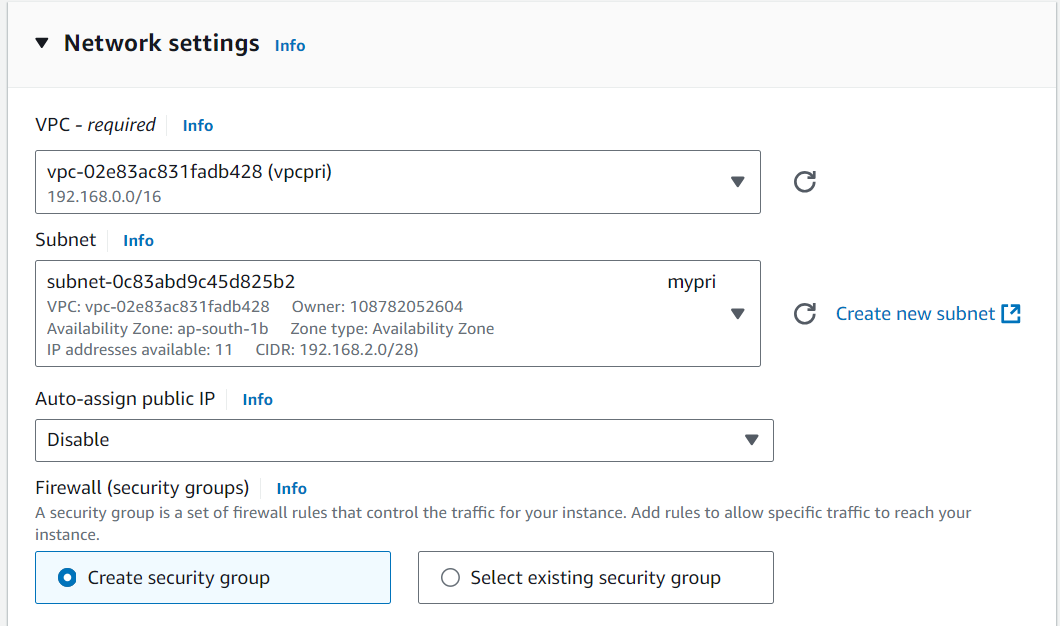 Network settings Info
VPC - required Info
vpc-02e83ac831fadb428 (vpcpri)
192.168.0.0/16
Subnet Info
subnet-0c83abd9c45d825b2 mypri
VPC: vpc-02e83ac831fadb428 Owner: 108782052604
Availability Zone: ap-south-1b Zone type: Availability Zone
IP addresses available: 11 CIDR: 192.168.2.0/28)
Create new subnet
Auto-assign public IP Info
Disable
Firewall (security groups) Info
A security group is a set of firewall rules that control the traffic for your instance. Add rules to allow specific traffic to reach your
instance.
Create security group Select existing security group